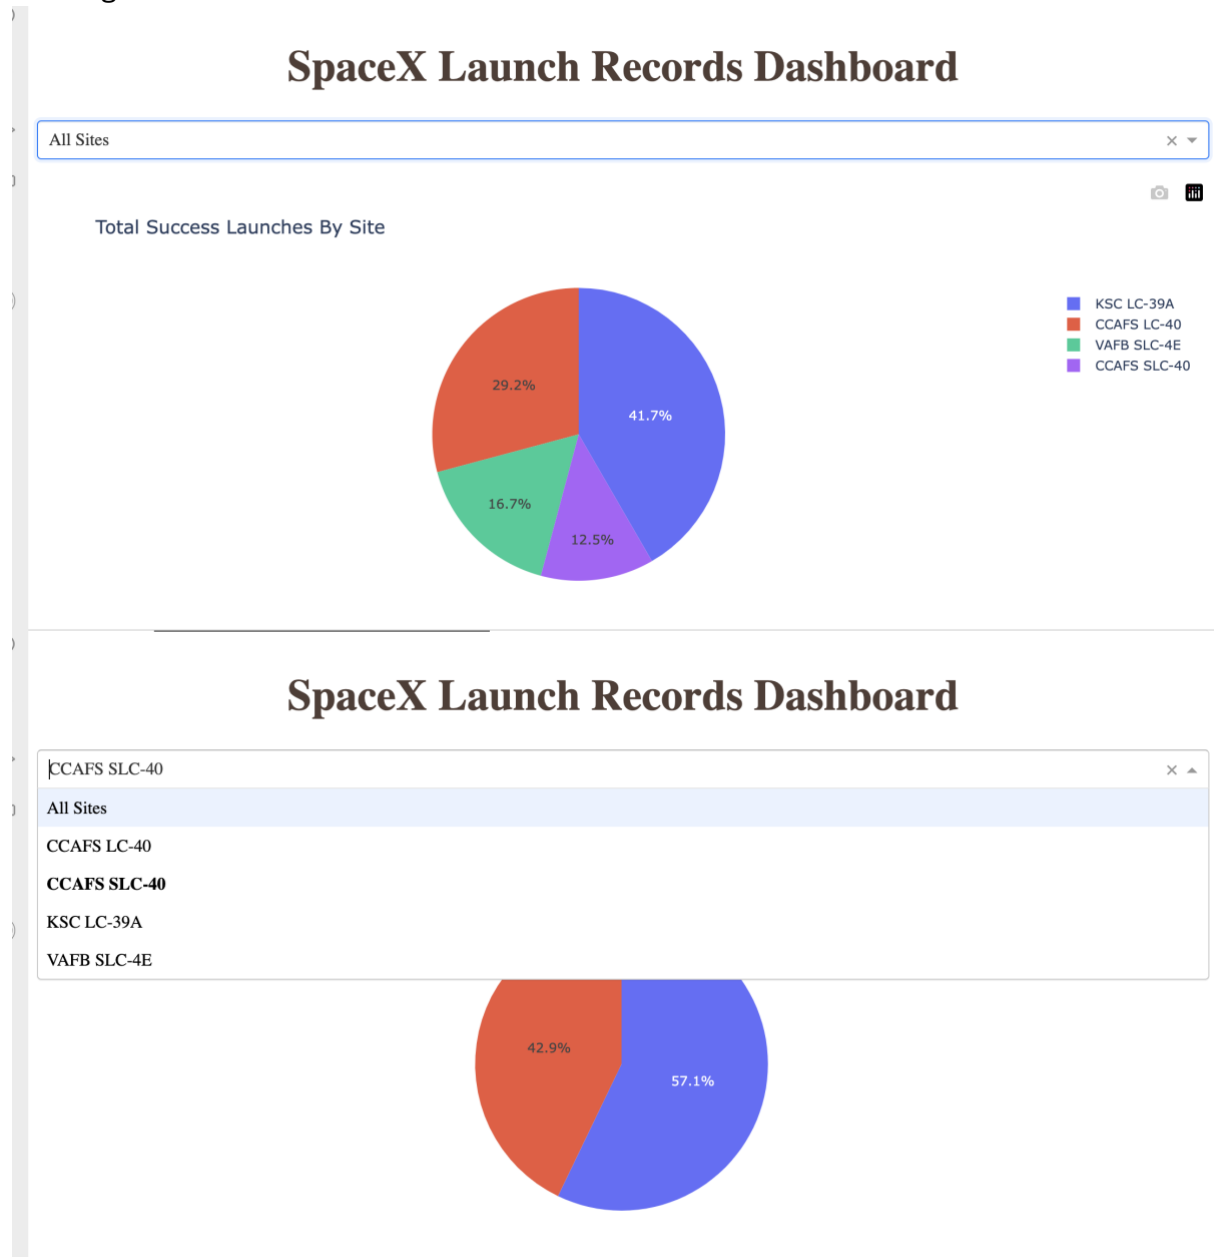 SpaceX Launch Records Dashboard
All Sites
Total Success Launches By Site
KSC LC-39A
CCAFS LC-40
VAFB SLC-4E
CCAFS SLC-40
29.2%
41.7%
16.7%
12.5%
SpaceX Launch Records Dashboard
CCAFS SLC-40
All Sites
CCAFS LC-40
CCAFS SLC-40
KSC LC-39A
VAFB SLC-4E
42.9%
57.1%